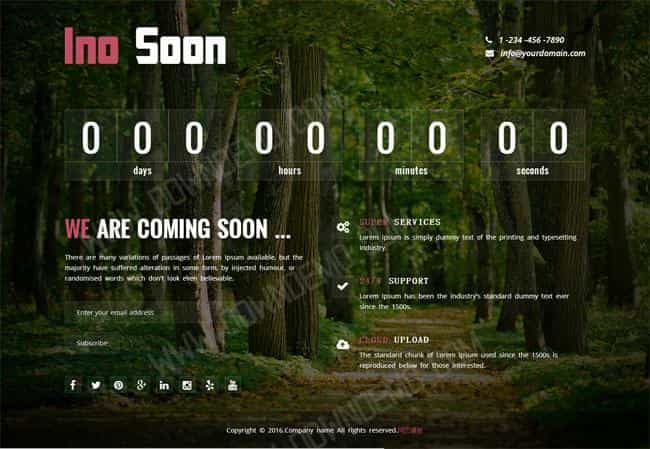 Ino Soon
1 -234 -456 -7890
info@yourdomain.com
0 0 0 0 0 0 0 0 0
days hours minutes seconds
WE ARE COMING SOON ...
There are many variations of passages of Lorem Ipsum available, but the
majority have suffered alteration in some form, by injected humour, or
randomised words which don't look even believable.
Enter your email address
Subscribe
SUPER SERVICES
Lorem Ipsum is simply dummy text of the printing and typesetting
industry.
24/7 SUPPORT
Lorem Ipsum has been the industry's standard dummy text ever
since the 1500s.
CLOUD UPLOAD
The standard chunk of Lorem Ipsum used since the 1500s is
reproduced below for those interested.
Copyright © 2016.Company name All rights reserved.